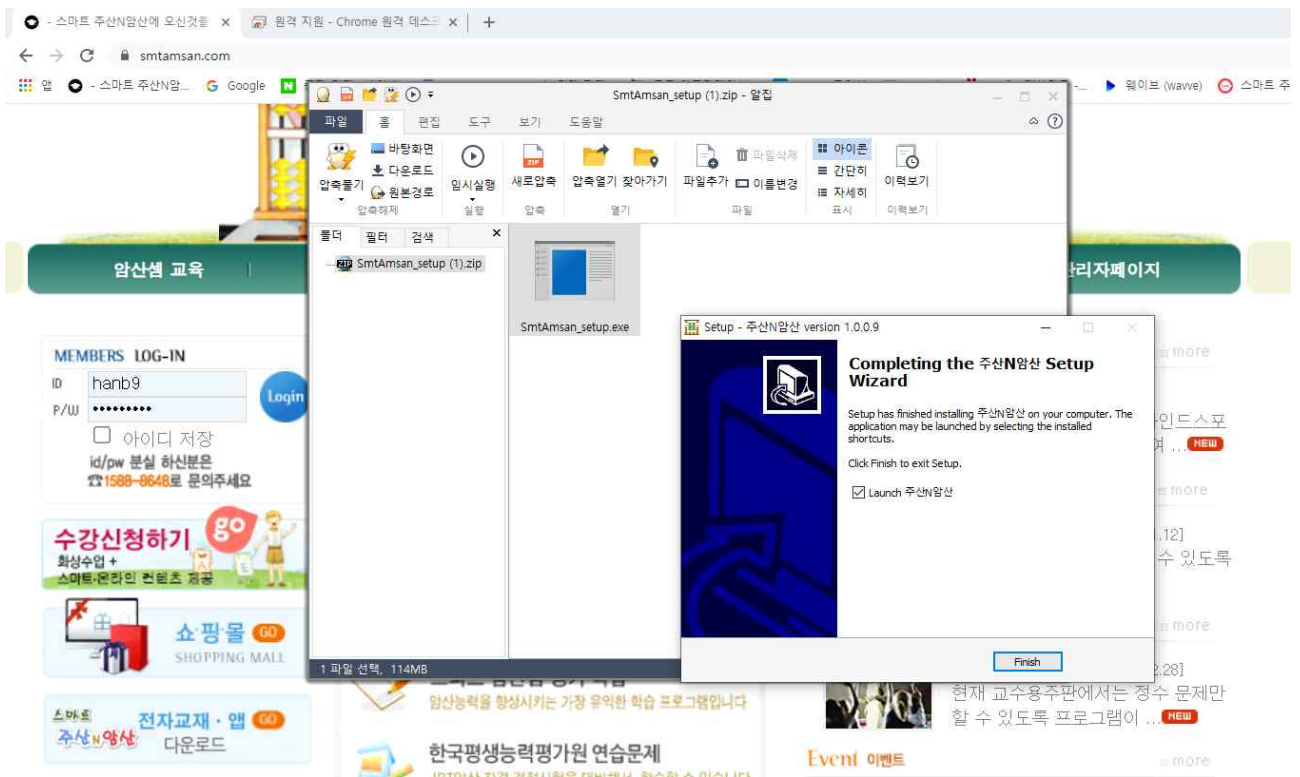 - 스마트 주산N암산에 오신것을
원격 지원 - Chrome 원격 데스크
smtamsan.com
앱
- 스마트 주산N암...
Google
웨이브 (wavve)
스마트 주
SmtAmsan_setup (1).zip - 알집
파일
홈
편집
도구
보기
도움말
압축풀기
바탕화면
다운로드
원본경로
압축해제
임시실행
실행
새로압축
압축
압축열기
찾아가기
열기
파일추가
파일삭제
이름변경
파일
아이콘
간단히
자세히
표시
이력보기
이력보기
폴더
필터
검색
SmtAmsan_setup (1).zip
SmtAmsan_setup.exe
1 파일 선택, 114MB
암산셈 교육
관리자페이지
MEMBERS LOG-IN
ID
hanb9
P/W
Login
아이디 저장
id/pw 분실 하신분은
☎1588-8648로 문의주세요
수강신청하기
go
화상수업 +
스마트·온라인 컨텐츠 제공
쇼·핑·몰 GO
SHOPPING MALL
스마트
주산N암산
전자교재 · 앱 GO
다운로드
Setup - 주산N암산 version 1.0.0.9
Completing the 주산N암산 Setup
Wizard
Setup has finished installing 주산N암산 on your computer. The
application may be launched by selecting the installed
shortcuts.
Click Finish to exit Setup.
Launch 주산N암산
Finish
암산능력을 향상시키는 가장 유익한 학습 프로그램입니다
한국평생능력평가원 연습문제
more
NEW
more
.12]
수 있도록
more
2.28]
현재 교수용주판에서는 정수 문제만
할 수 있도록 프로그램이 ... NEW
Event 이벤트
more